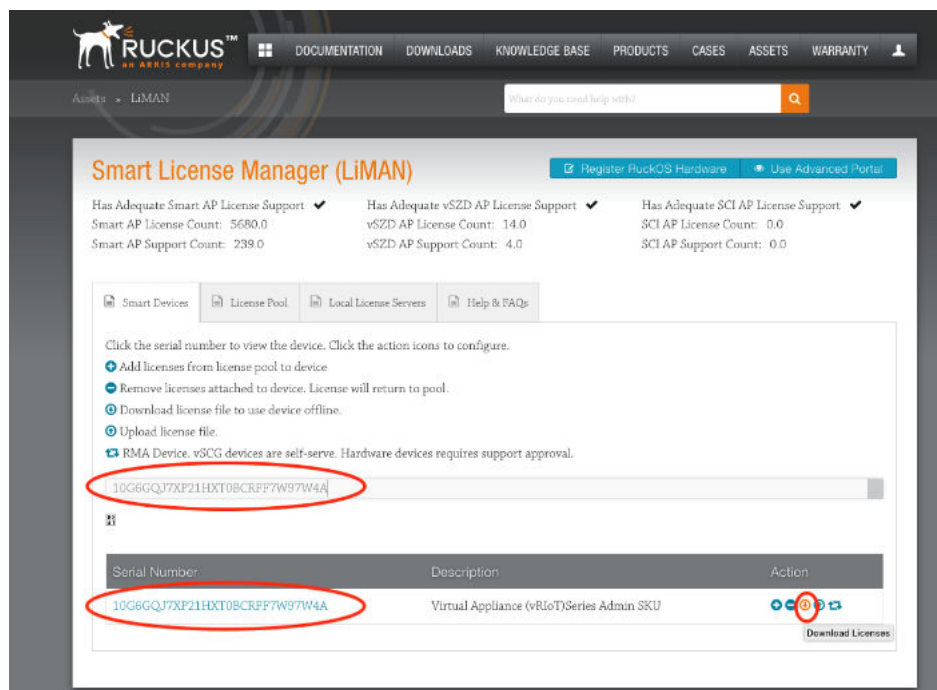 RUCKUS™
an ARRIS company
DOCUMENTATION DOWNLOADS KNOWLEDGE BASE PRODUCTS CASES ASSETS WARRANTY
Assets » LiMAN
What do you need help with?
Smart License Manager (LiMAN)
Register RuckOS Hardware
Use Advanced Portal
Has Adequate Smart AP License Support ✔ Has Adequate vSZD AP License Support ✔ Has Adequate SCI AP License Support ✔
Smart AP License Count: 5680.0 vSZD AP License Count: 14.0 SCI AP License Count: 0.0
Smart AP Support Count: 239.0 vSZD AP Support Count: 4.0 SCI AP Support Count: 0.0
Smart Devices License Pool Local License Servers Help & FAQs
Click the serial number to view the device. Click the action icons to configure.
Add licenses from license pool to device
Remove licenses attached to device. License will return to pool.
Download license file to use device offline.
Upload license file.
RMA Device. vSCG devices are self-serve. Hardware devices requires support approval.
10G6GQJ7XP21HXT0BCRFF7W97W4A
Serial Number Description Action
10G6GQJ7XP21HXT0BCRFF7W97W4A Virtual Appliance (vRIoT)Series Admin SKU
Download Licenses